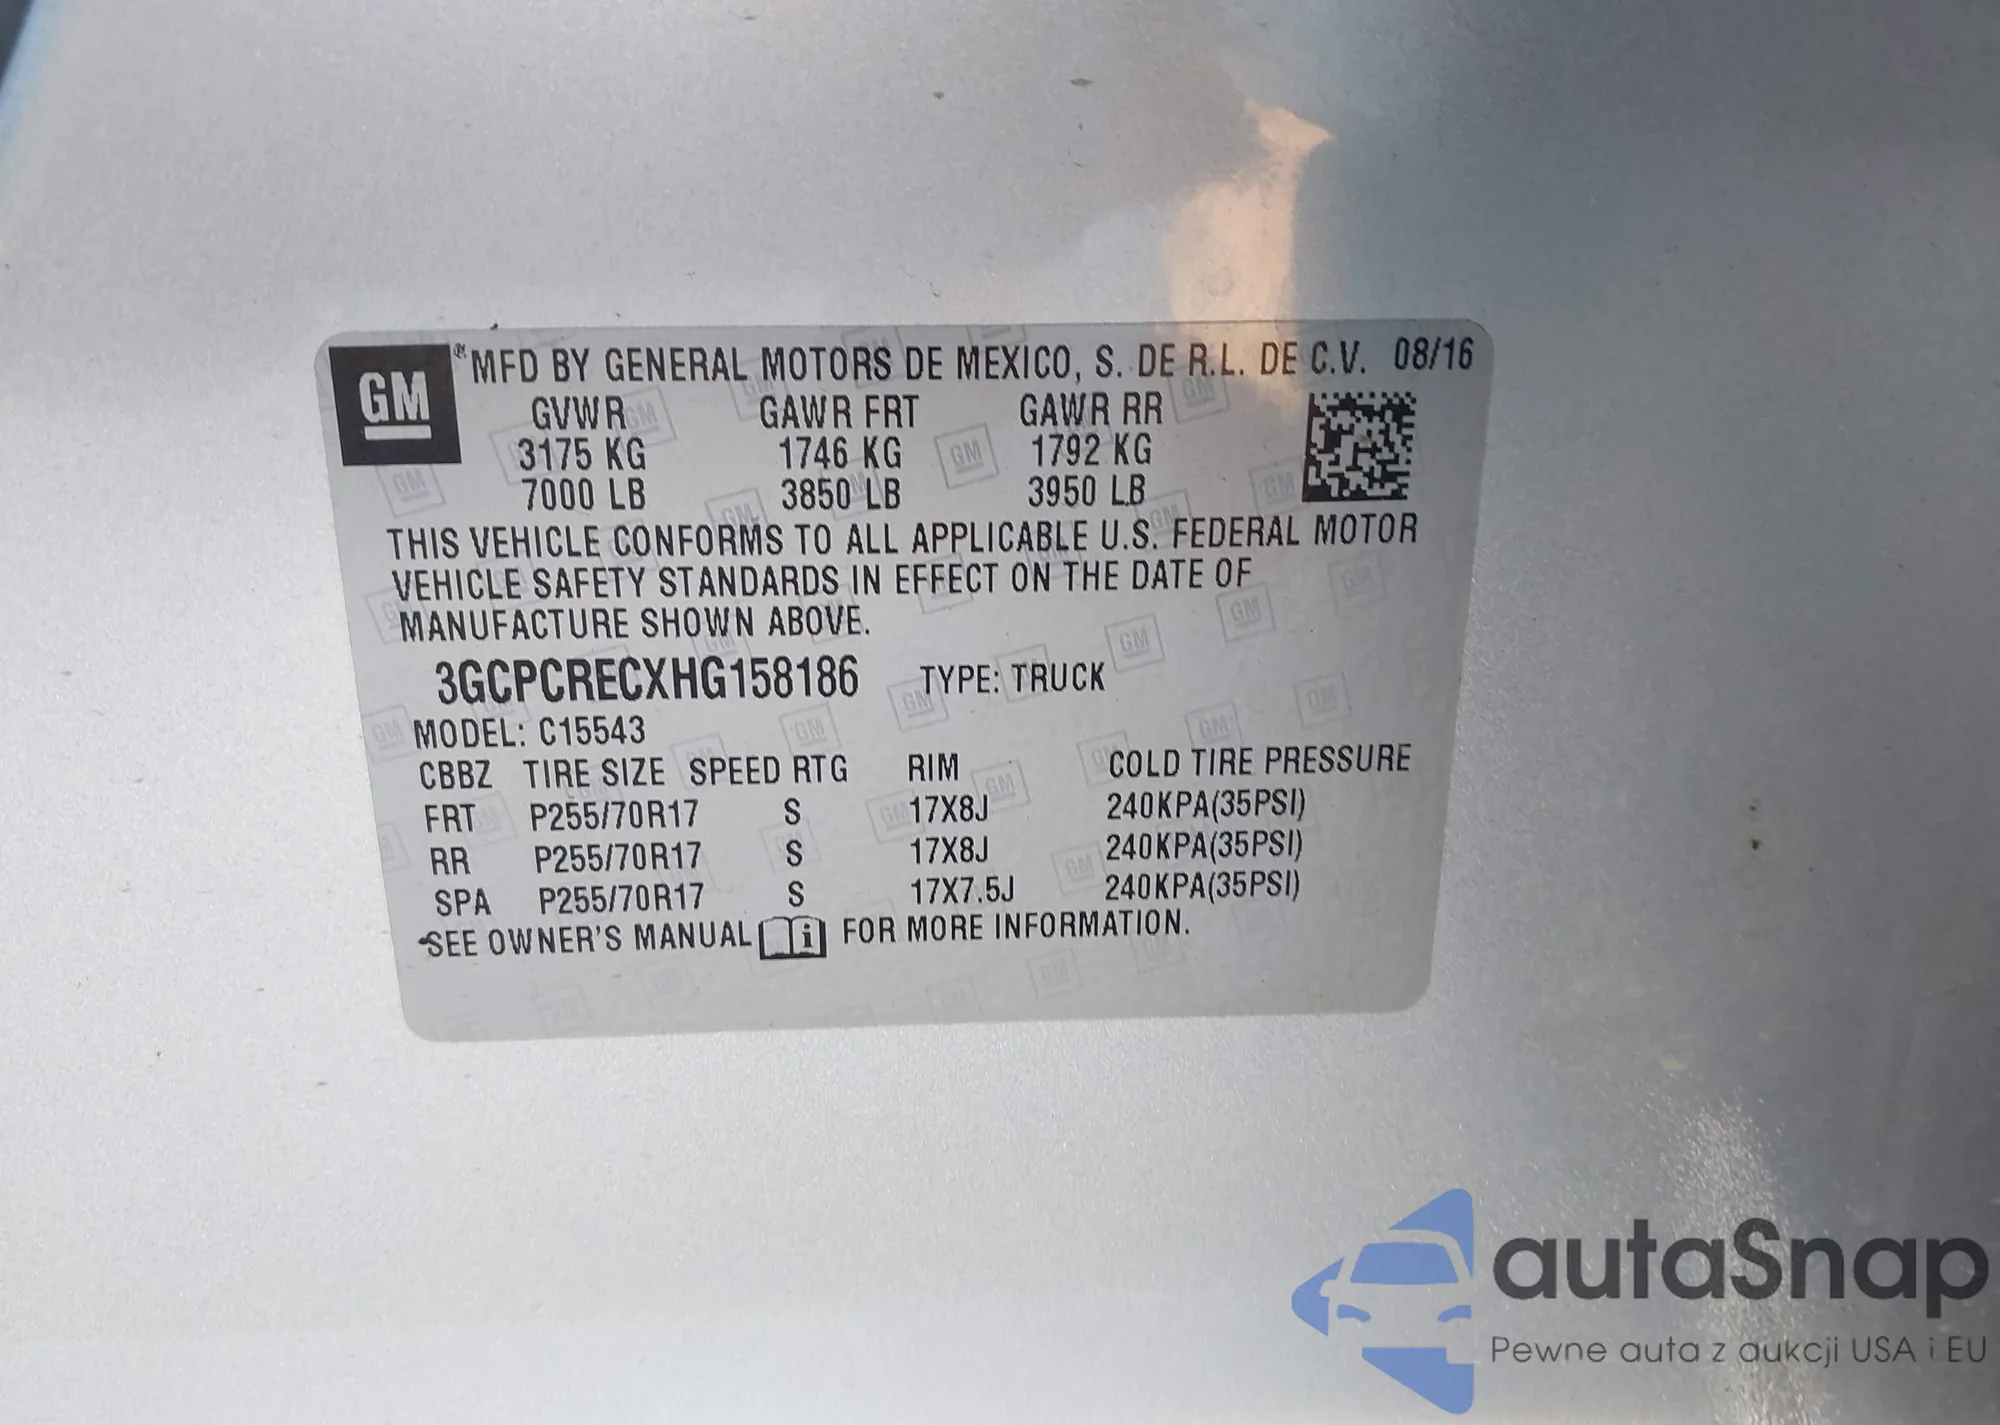 GM ® MFD BY GENERAL MOTORS DE MEXICO, S. DE R.L. DE C.V. 08/16
GVWR GAWR FRT GAWR RR
3175 KG 1746 KG 1792 KG
7000 LB 3850 LB 3950 LB
THIS VEHICLE CONFORMS TO ALL APPLICABLE U.S. FEDERAL MOTOR
VEHICLE SAFETY STANDARDS IN EFFECT ON THE DATE OF
MANUFACTURE SHOWN ABOVE.
3GCPCRECXHG158186 TYPE: TRUCK
MODEL: C15543
CBBZ TIRE SIZE SPEED RTG RIM COLD TIRE PRESSURE
FRT P255/70R17 S 17X8J 240KPA(35PSI)
RR P255/70R17 S 17X8J 240KPA(35PSI)
SPA P255/70R17 S 17X7.5J 240KPA(35PSI)
SEE OWNER'S MANUAL i FOR MORE INFORMATION.
autaSnap
Pewne auta z aukcji USA i EU